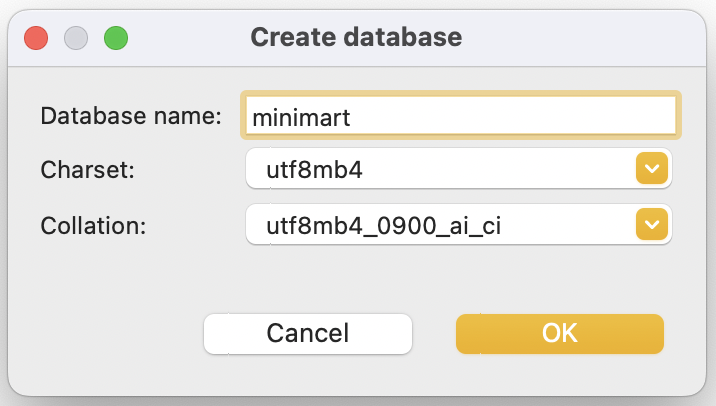 Create database
Database name: minimart
Charset: utf8mb4
Collation: utf8mb4_0900_ai_ci
Cancel OK